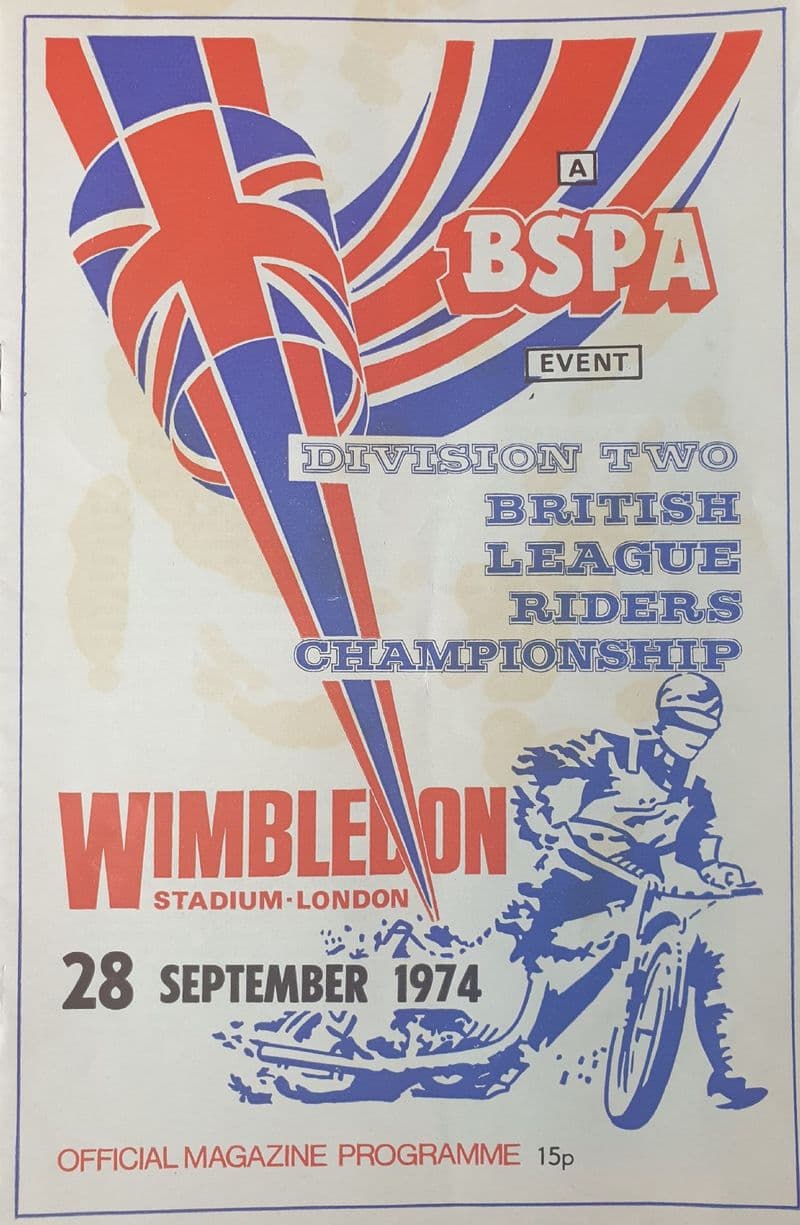 A
BSPA
EVENT
DIVISION TWO
BRITISH
LEAGUE
RIDERS
CHAMPIONSHIP
WIMBLEDON
STADIUM·LONDON
28 SEPTEMBER 1974
OFFICIAL MAGAZINE PROGRAMME 15p